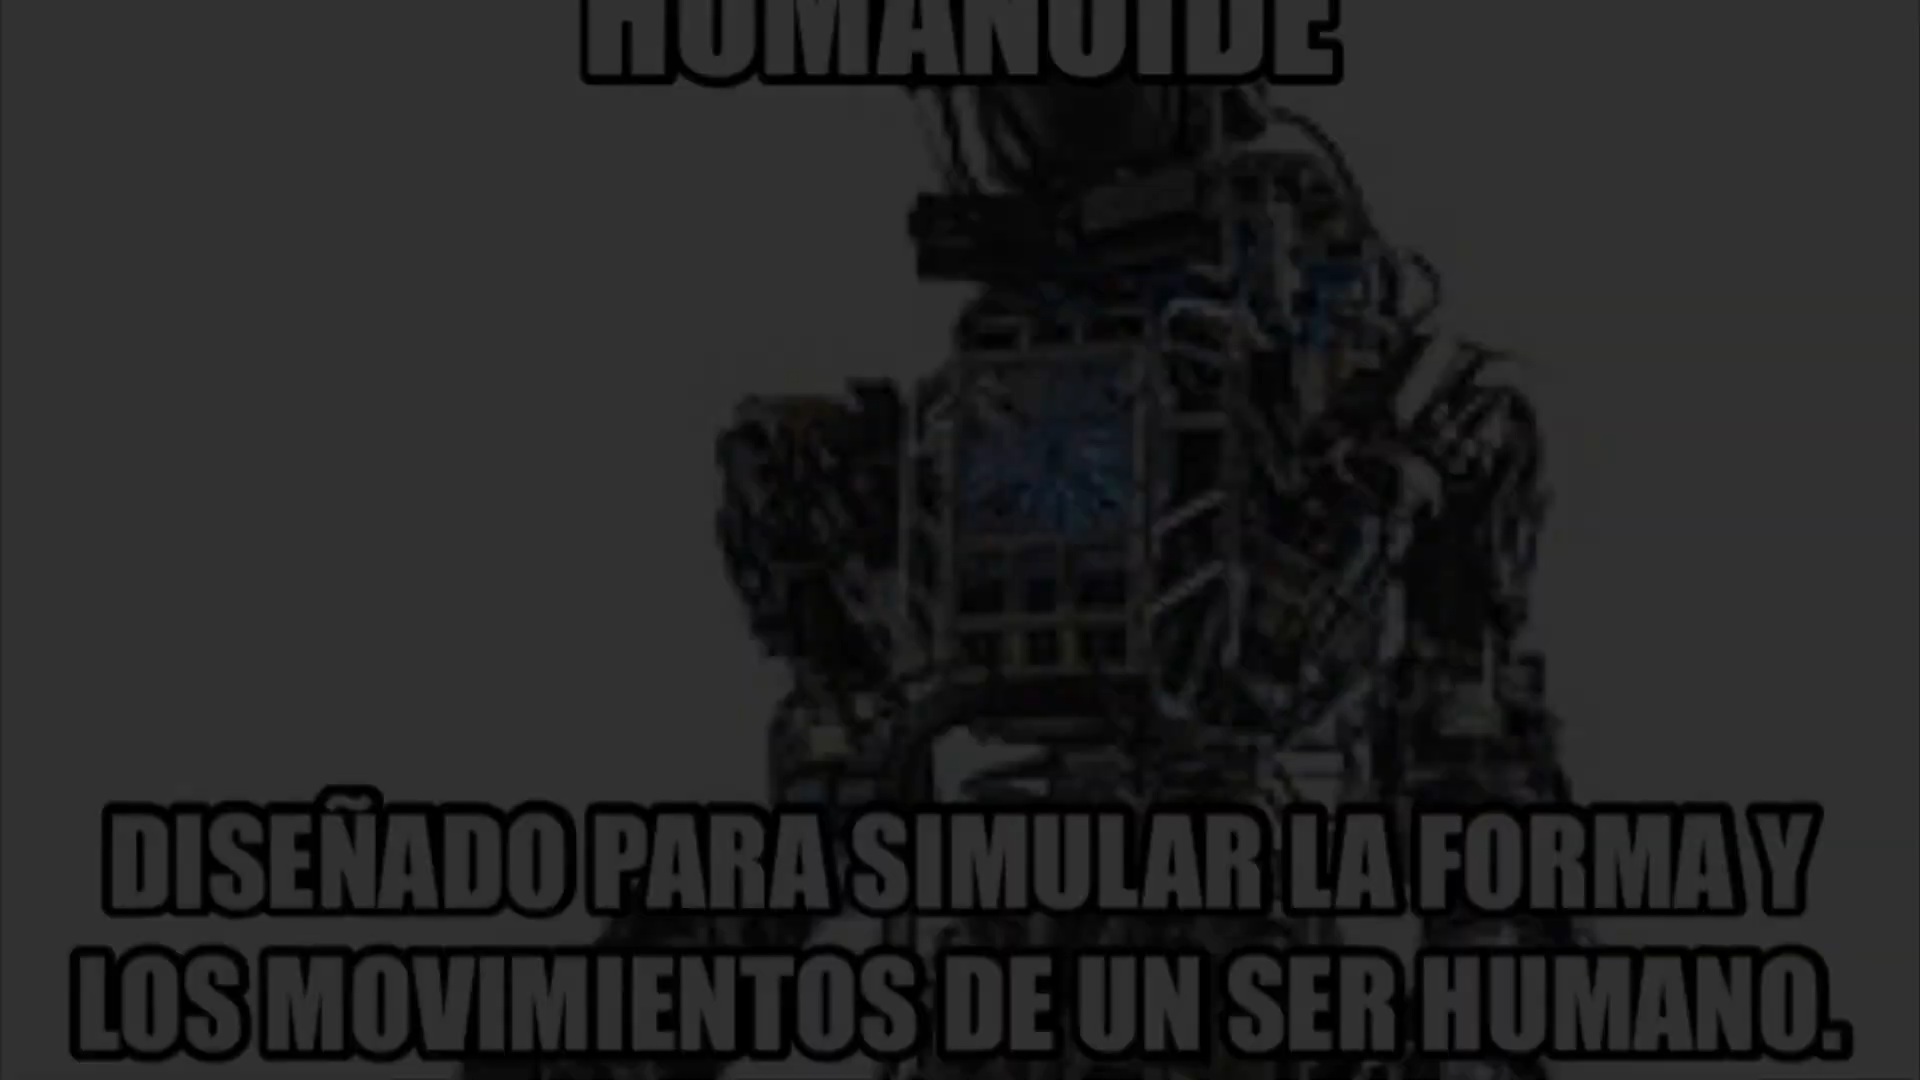 HUMANOIDE
DISEÑADO PARA SIMULAR LA FORMA Y
LOS MOVIMIENTOS DE UN SER HUMANO.